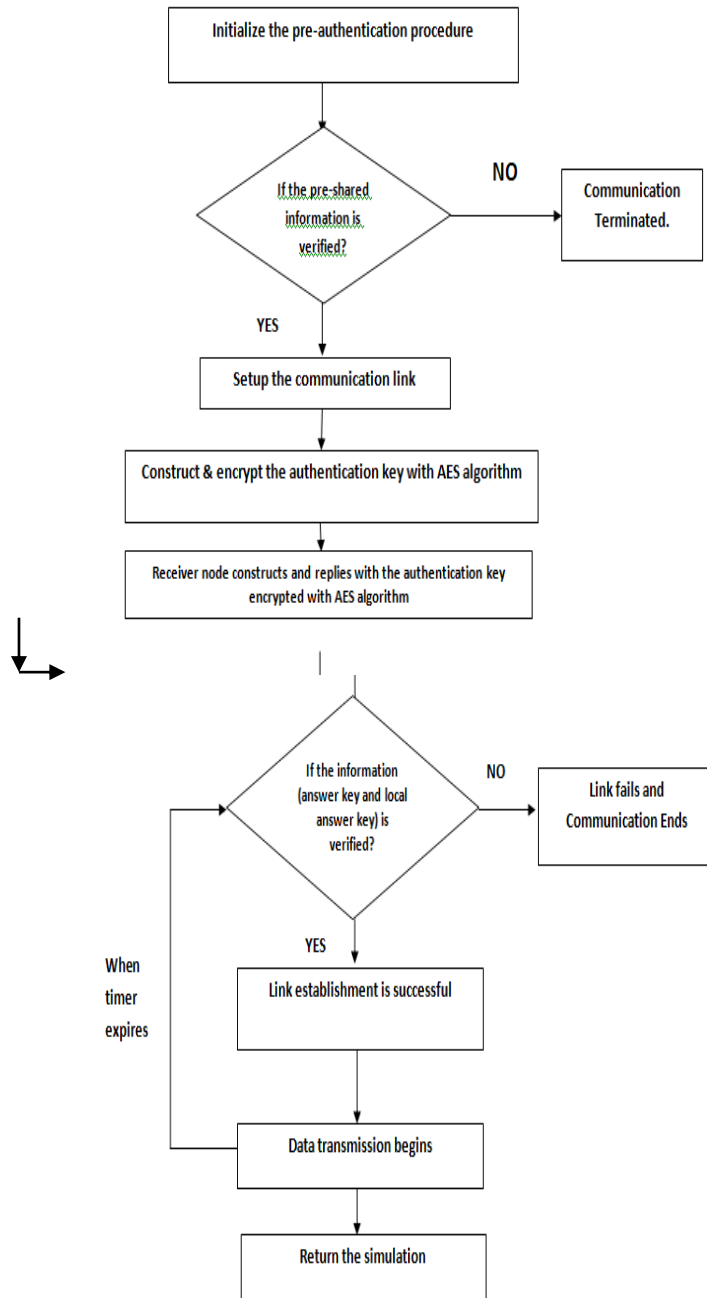 Initialize the pre-authentication procedure
If the pre-shared
information is
verified?
NO
Communication
Terminated.
YES
Setup the communication link
Construct & encrypt the authentication key with AES algorithm
Receiver node constructs and replies with the authentication key
encrypted with AES algorithm
If the information
(answer key and local
answer key) is
verified?
NO
Link fails and
Communication Ends
YES
When
timer
expires
Link establishment is successful
Data transmission begins
Return the simulation